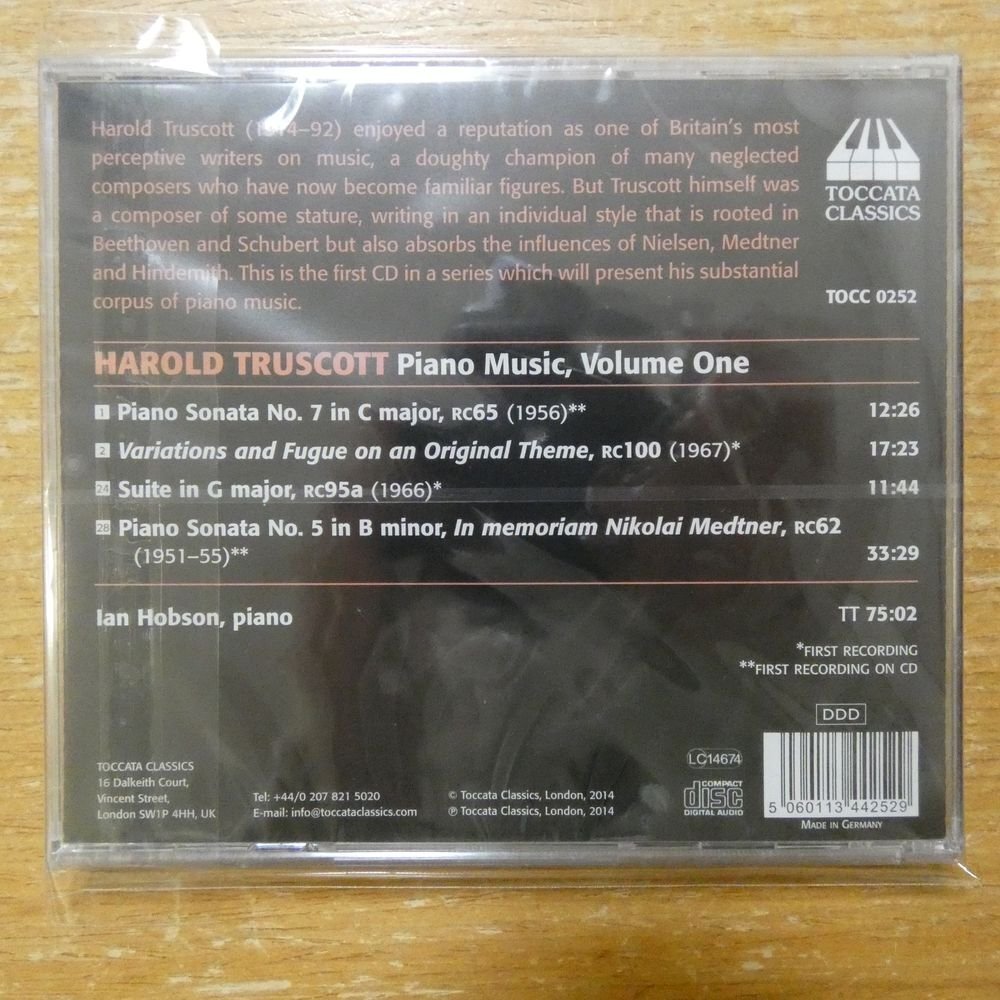 Harold Truscott (1914–92) enjoyed a reputation as one of Britain's most
perceptive writers on music, a doughty champion of many neglected
composers who have now become familiar figures. But Truscott himself was
a composer of some stature, writing in an individual style that is rooted in
Beethoven and Schubert but also absorbs the influences of Nielsen, Medtner
and Hindemith. This is the first CD in a series which will present his substantial
corpus of piano music.
TOCCATA
CLASSICS
TOCC 0252
HAROLD TRUSCOTT Piano Music, Volume One
1 Piano Sonata No. 7 in C major, RC65 (1956)** 12:26
2 Variations and Fugue on an Original Theme, RC100 (1967)* 17:23
24 Suite in G major, RC95a (1966)* 11:44
28 Piano Sonata No. 5 in B minor, In memoriam Nikolai Medtner, RC62
(1951–55)** 33:29
Ian Hobson, piano TT 75:02
*FIRST RECORDING
**FIRST RECORDING ON CD
DDD
TOCCATA CLASSICS
16 Dalkeith Court,
Vincent Street,
London SW1P 4HH, UK
Tel: +44/0 207 821 5020
E-mail: info@toccataclassics.com
© Toccata Classics, London, 2014
℗ Toccata Classics, London, 2014
LC14674
COMPACT
disc
DIGITAL AUDIO
5 060113 442529
MADE IN GERMANY